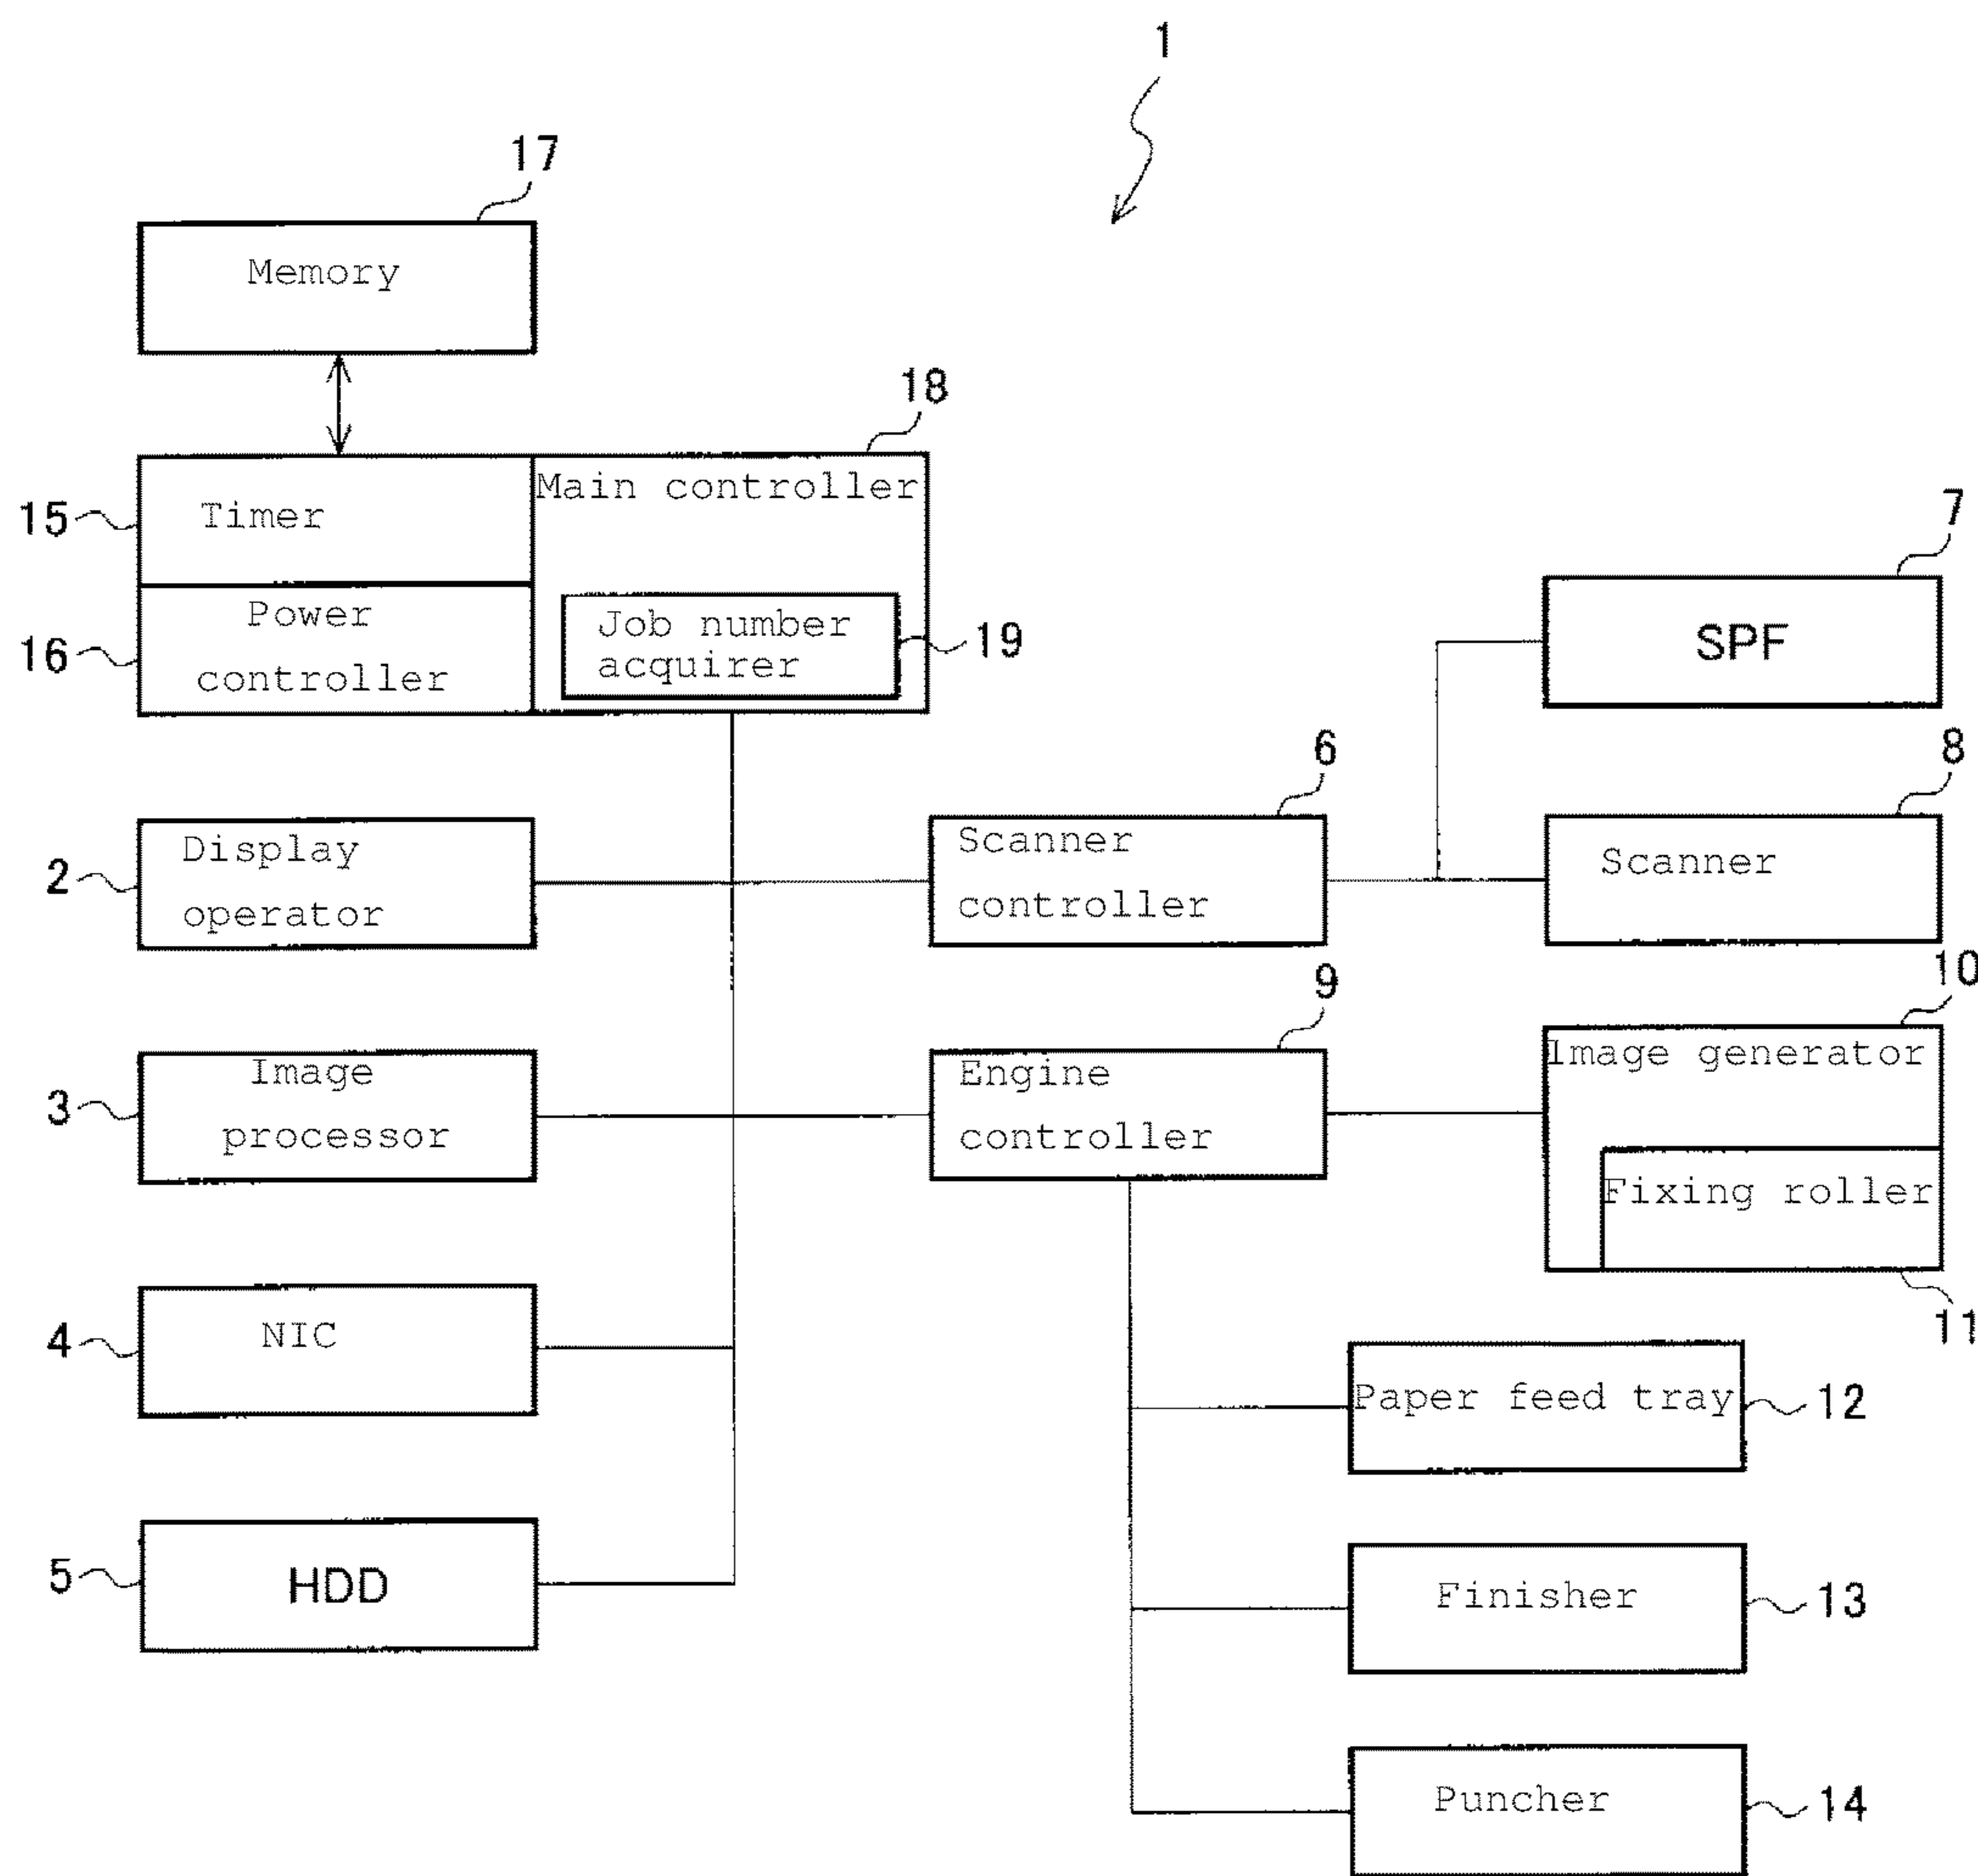 1
17
Memory
18
15
Timer
Main controller
16
Power
controller
Job number
acquirer
19
7
SPF
6
8
2
Display
operator
Scanner
controller
Scanner
9
10
3
Image
processor
Engine
controller
Image generator
Fixing roller
11
4
NIC
Paper feed tray
12
5
HDD
Finisher
13
Puncher
14